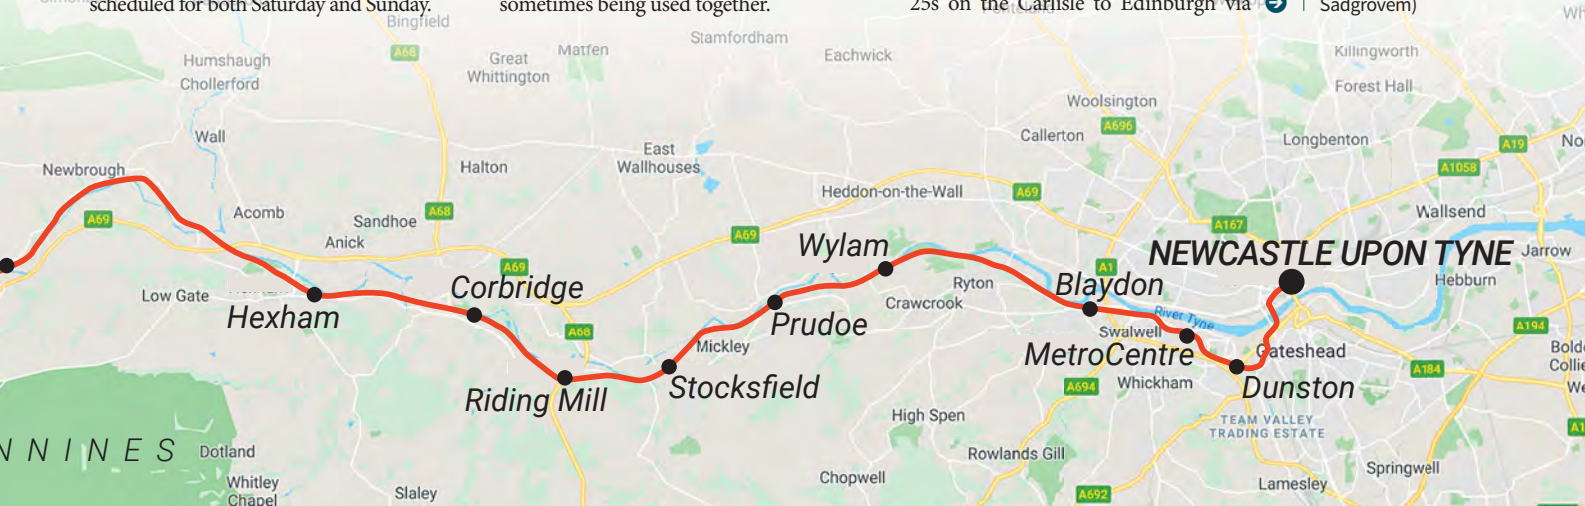 scheduled for both Saturday and Sunday.
sometimes being used together.
25s on the Carlisle to Edinburgh via
Sadgrovem)
Bingfield
Humshaugh
Chollerford
A68
Great
Whittington
Matfen
Stamfordham
Eachwick
Killingworth
Forest Hall
Woolsington
Callerton
A696
Longbenton
A19
Wall
Newbrough
Halton
East
Wallhouses
A1058
Heddon-on-the-Wall
A69
A69
Acomb
Sandhoe
A68
Anick
A69
Wylam
A167
Wallsend
NEWCASTLE UPON TYNE
Jarrow
Hebburn
A69
Corbridge
A1
Blaydon
Ryton
Crawcrook
Low Gate
Hexham
Prudoe
River Tyne
Swalwell
A68
Mickley
MetroCentre
Gateshead
A194
Riding Mill
Stocksfield
A694
Whickham
Dunston
A184
High Spen
TEAM VALLEY
TRADING ESTATE
NNINES
Dotland
Rowlands Gill
Whitley
Chapel
Slaley
Chopwell
Springwell
Lamesley
A692